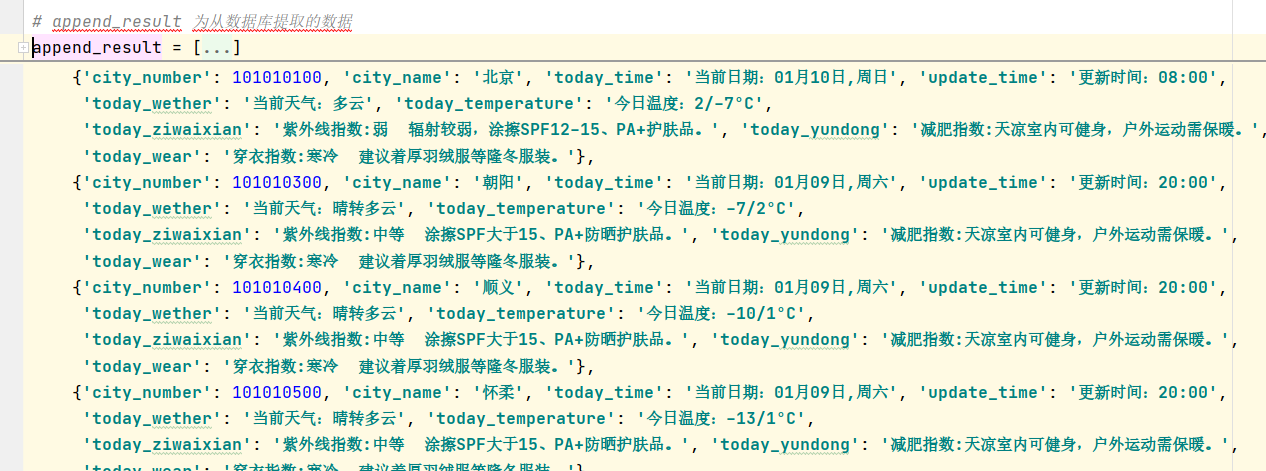 # append_result 为从数据库提取的数据
append_result = [...]
{'city_number': 101010100, 'city_name': '北京', 'today_time': '当前日期：01月10日,周日', 'update_time': '更新时间：08:00',
'today_wether': '当前天气：多云', 'today_temperature': '今日温度：2/-7°C',
'today_ziwaixian': '紫外线指数:弱  辐射较弱，涂擦SPF12-15、PA+护肤品。', 'today_yundong': '减肥指数:天凉室内可健身，户外运动需保暖。',
'today_wear': '穿衣指数:寒冷  建议着厚羽绒服等隆冬服装。'},
{'city_number': 101010300, 'city_name': '朝阳', 'today_time': '当前日期：01月09日,周六', 'update_time': '更新时间：20:00',
'today_wether': '当前天气：晴转多云', 'today_temperature': '今日温度：-7/2°C',
'today_ziwaixian': '紫外线指数:中等  涂擦SPF大于15、PA+防晒护肤品。', 'today_yundong': '减肥指数:天凉室内可健身，户外运动需保暖。',
'today_wear': '穿衣指数:寒冷  建议着厚羽绒服等隆冬服装。'},
{'city_number': 101010400, 'city_name': '顺义', 'today_time': '当前日期：01月09日,周六', 'update_time': '更新时间：20:00',
'today_wether': '当前天气：晴转多云', 'today_temperature': '今日温度：-10/1°C',
'today_ziwaixian': '紫外线指数:中等  涂擦SPF大于15、PA+防晒护肤品。', 'today_yundong': '减肥指数:天凉室内可健身，户外运动需保暖。',
'today_wear': '穿衣指数:寒冷  建议着厚羽绒服等隆冬服装。'},
{'city_number': 101010500, 'city_name': '怀柔', 'today_time': '当前日期：01月09日,周六', 'update_time': '更新时间：20:00',
'today_wether': '当前天气：晴转多云', 'today_temperature': '今日温度：-13/1°C',
'today_ziwaixian': '紫外线指数:中等  涂擦SPF大于15、PA+防晒护肤品。', 'today_yundong': '减肥指数:天凉室内可健身，户外运动需保暖。',